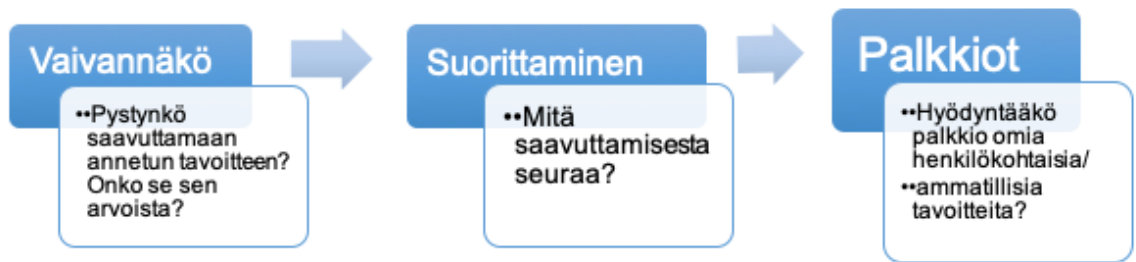 Vaivannäkö
••Pystynkö
saavuttamaan
annetun tavoitteen?
Onko se sen
arvoista?
Suorittaminen
••Mitä
saavuttamisesta
seuraa?
Palkkiot
••Hyödyntääkö
palkkio omia
henkilökohtaisia/
••ammatillisia
tavoitteita?